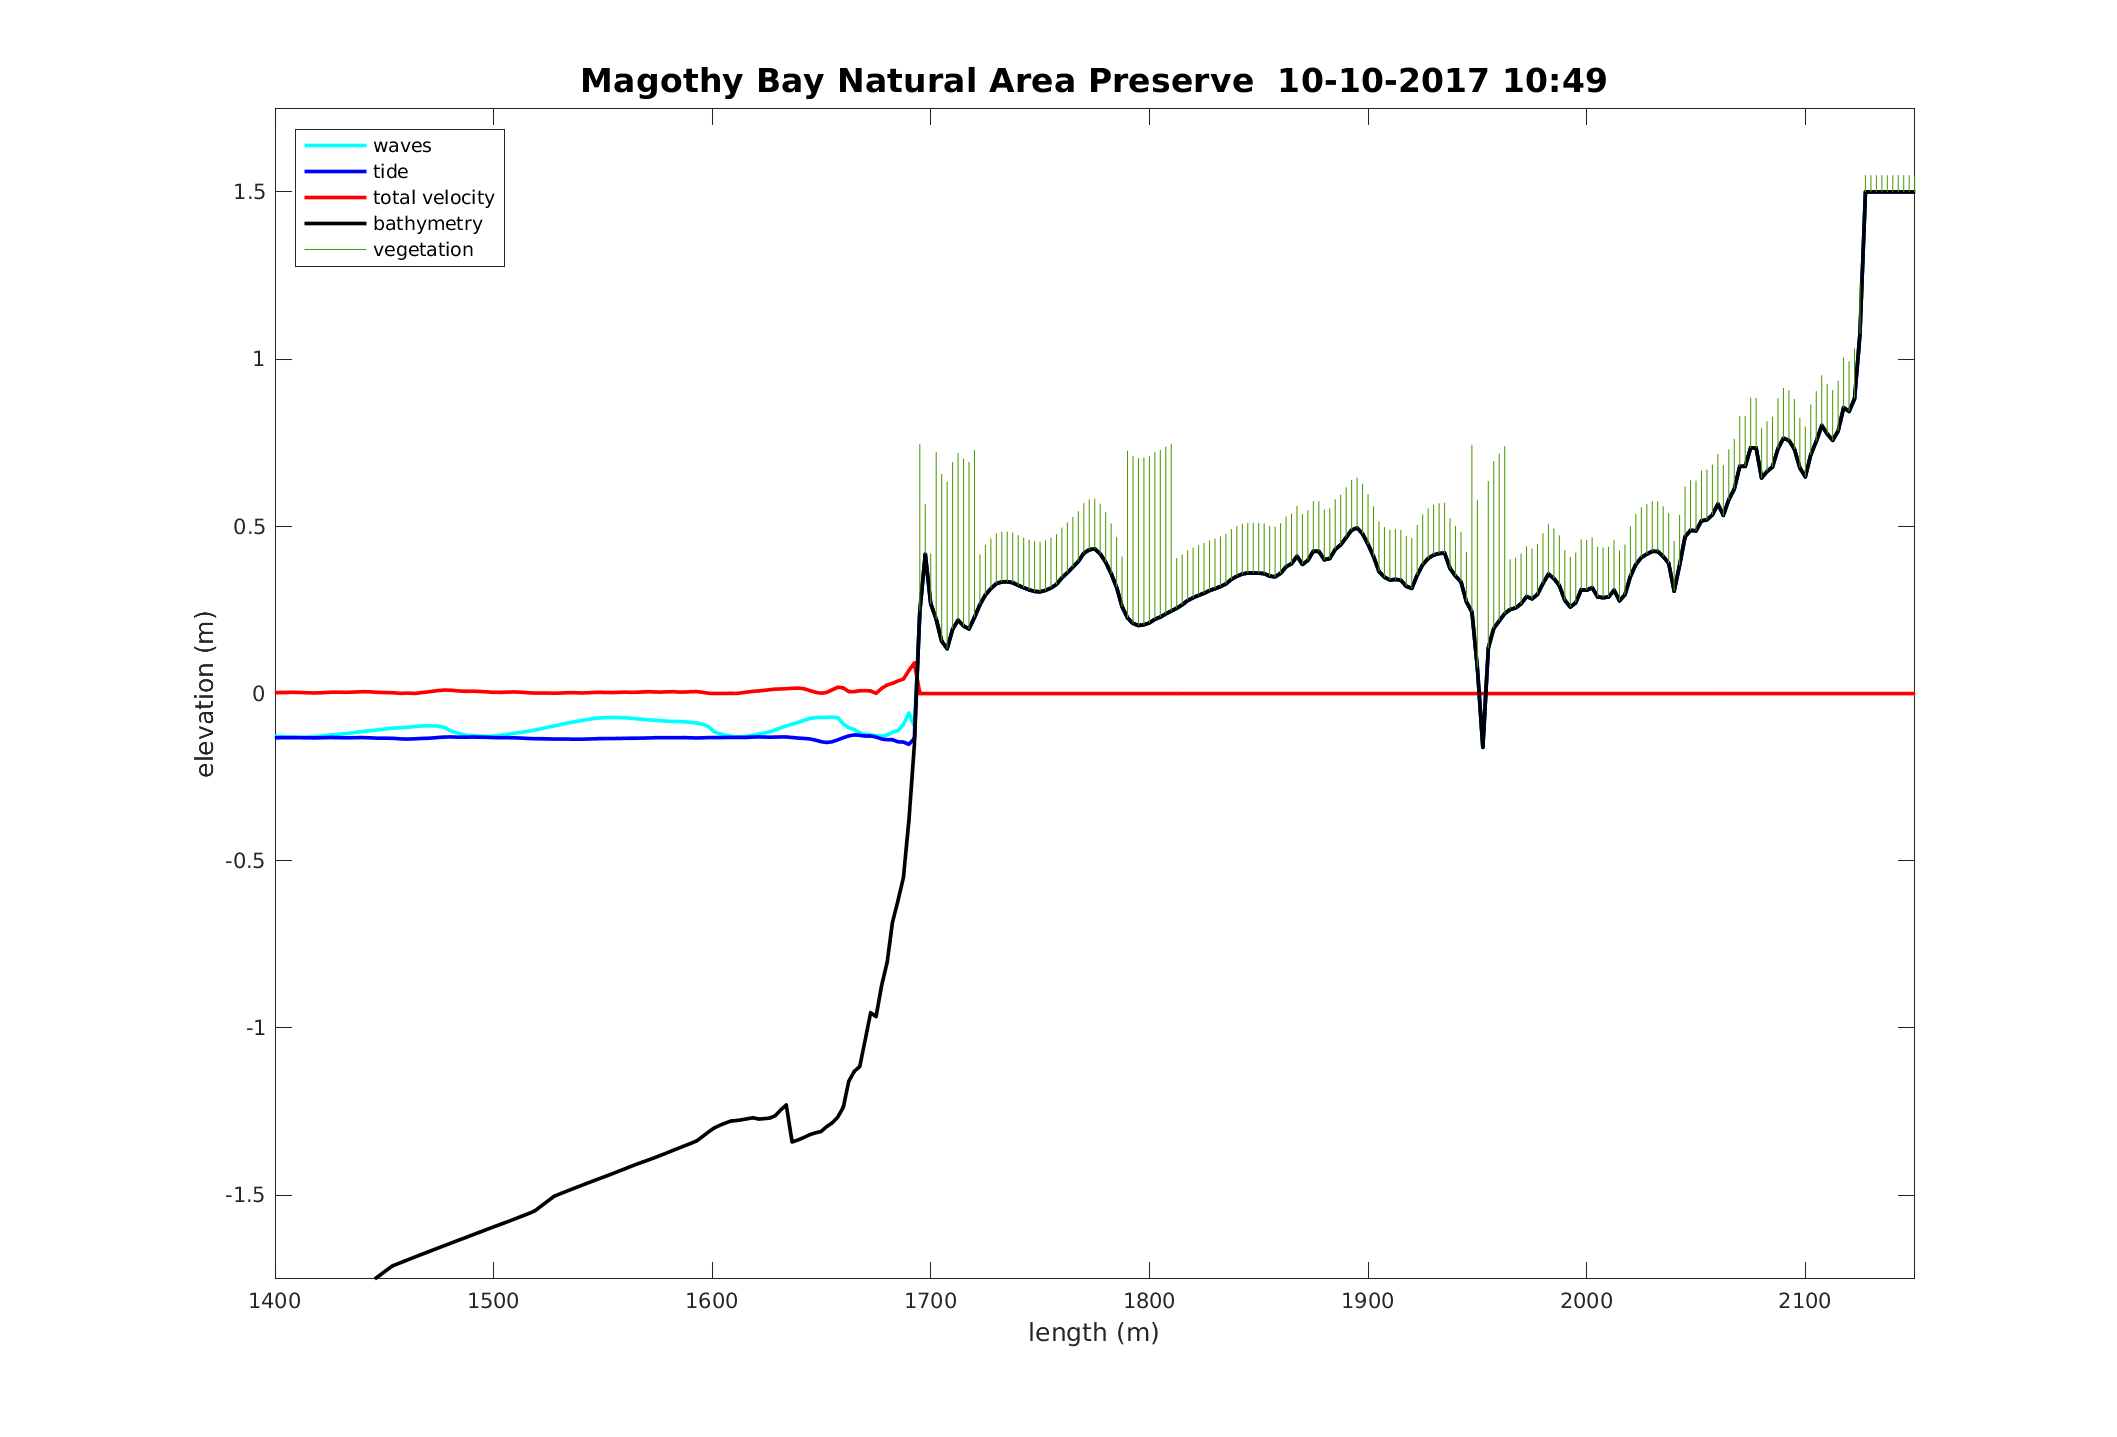 Magothy Bay Natural Area Preserve  10-10-2017 10:49
waves
tide
total velocity
bathymetry
vegetation
1.5
1
0.5
0
-0.5
-1
-1.5
elevation (m)
1400 1500 1600 1700 1800 1900 2000 2100
length (m)